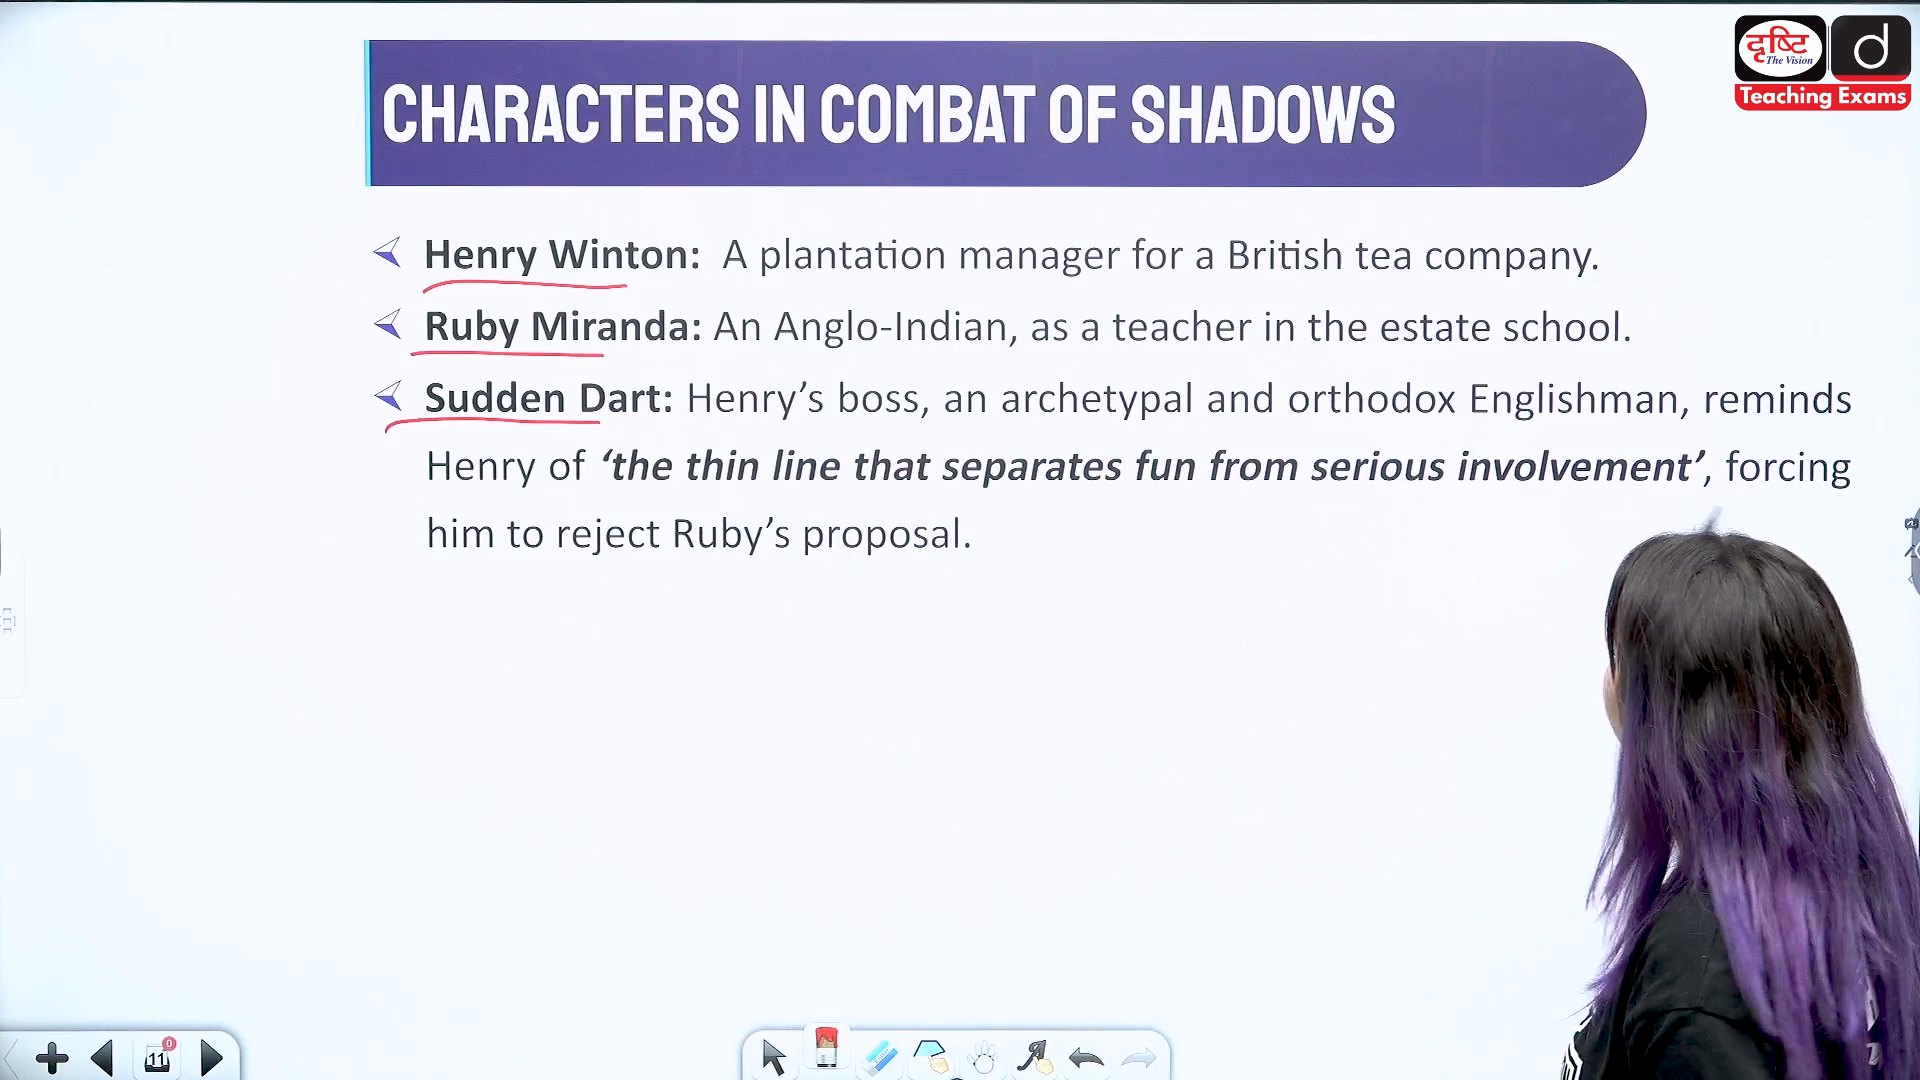 दृष्टि
The Vision
d
Teaching Exams
CHARACTERS IN COMBAT OF SHADOWS
Henry Winton: A plantation manager for a British tea company.
Ruby Miranda: An Anglo-Indian, as a teacher in the estate school.
Sudden Dart: Henry’s boss, an archetypal and orthodox Englishman, reminds
Henry of ‘the thin line that separates fun from serious involvement’, forcing
him to reject Ruby’s proposal.
11
0